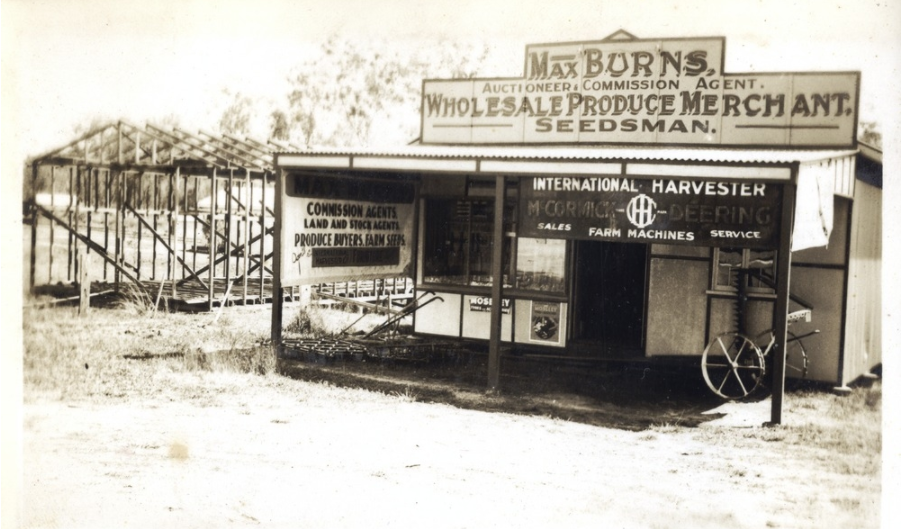 MAX BURNS,
AUCTIONEER, COMMISSION AGENT.
WHOLESALE PRODUCE MERCHANT.
SEEDSMAN.
MAX BURNS
COMMISSION AGENTS,
LAND AND STOCK AGENTS,
PRODUCE BUYERS, FARM SEEDS,
INTERNATIONAL HARVESTER
McCORMICK-IHC-DEERING
SALES FARM MACHINES SERVICE